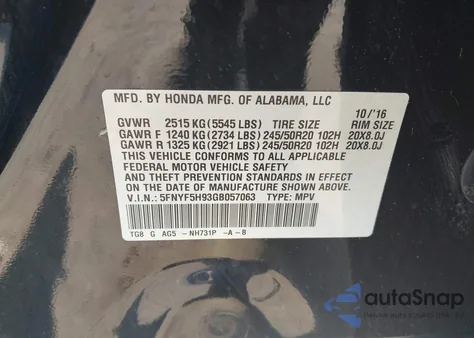 MFD. BY HONDA MFG. OF ALABAMA, LLC
10/'16
GVWR 2515 KG (5545 LBS) TIRE SIZE RIM SIZE
GAWR F 1240 KG (2734 LBS) 245/50R20 102H 20X8.0J
GAWR R 1325 KG (2921 LBS) 245/50R20 102H 20X8.0J
THIS VEHICLE CONFORMS TO ALL APPLICABLE
FEDERAL MOTOR VEHICLE SAFETY
AND THEFT PREVENTION STANDARDS IN EFFECT ON THE
DATE OF MANUFACTURE SHOWN ABOVE.
V.I.N.: 5FNYF5H93GB057063 TYPE: MPV
TG8 G AG5 -NH731P -A-B
autoSnap